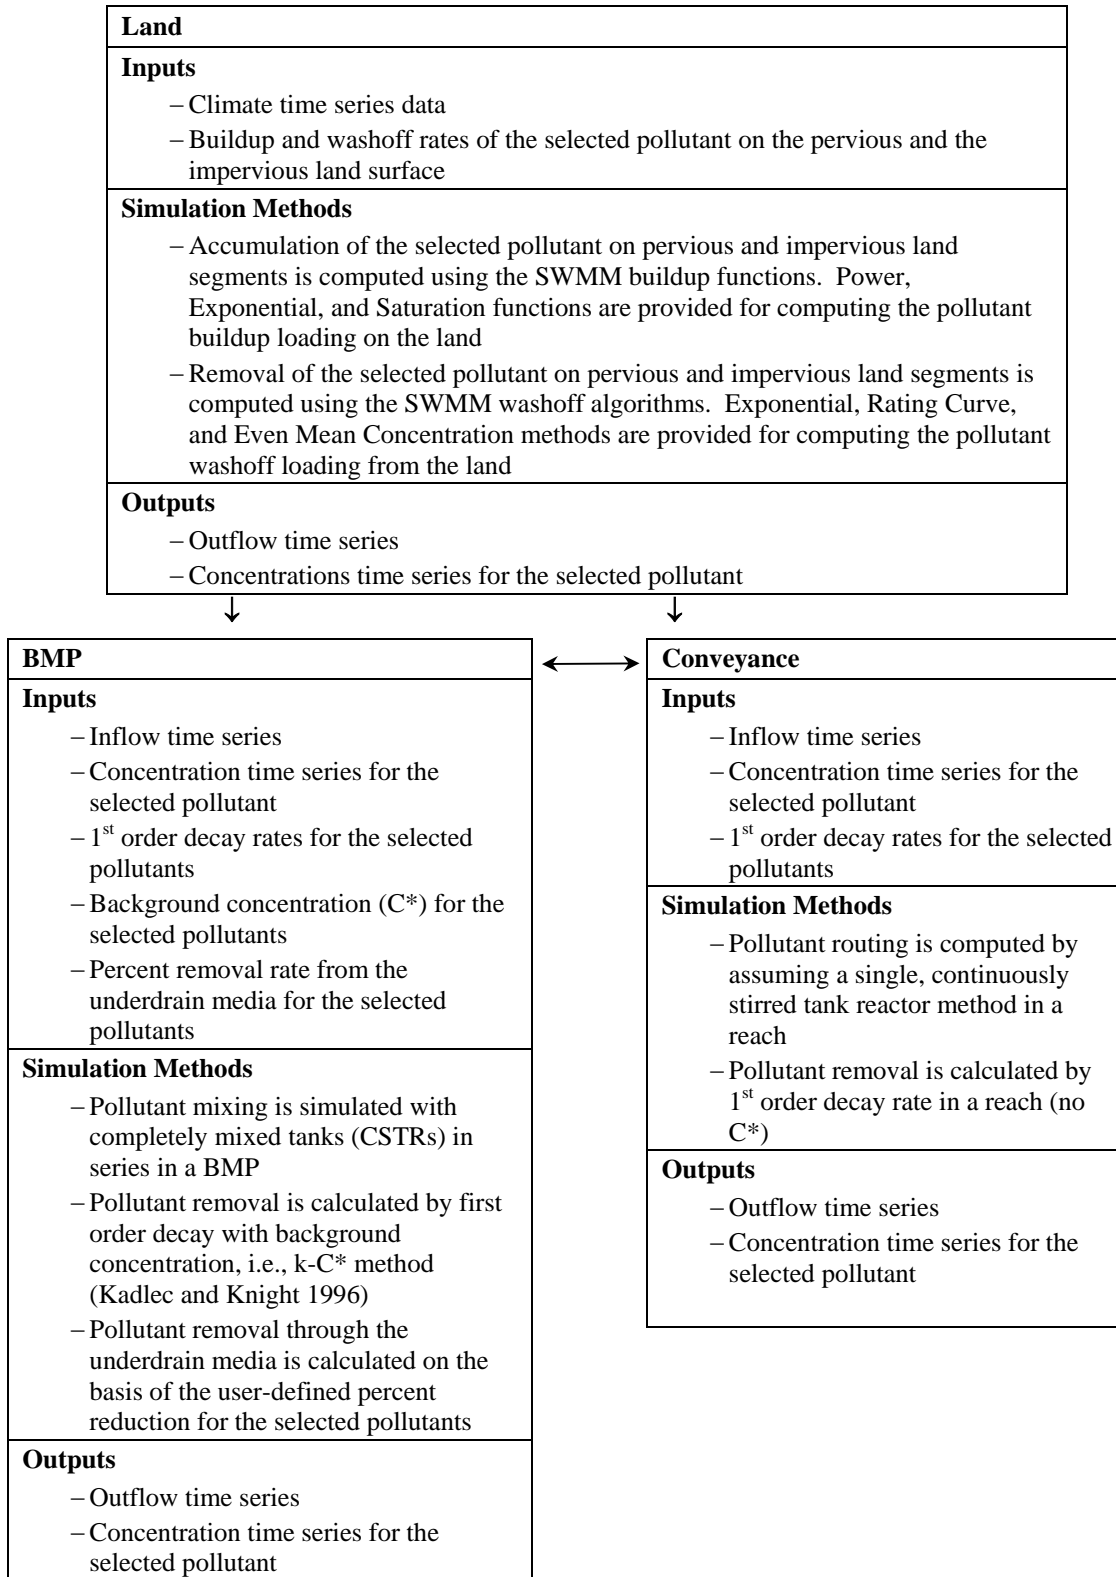 Land
Inputs
– Climate time series data
– Buildup and washoff rates of the selected pollutant on the pervious and the
impervious land surface
Simulation Methods
– Accumulation of the selected pollutant on pervious and impervious land
segments is computed using the SWMM buildup functions.  Power,
Exponential, and Saturation functions are provided for computing the pollutant
buildup loading on the land
– Removal of the selected pollutant on pervious and impervious land segments is
computed using the SWMM washoff algorithms.  Exponential, Rating Curve,
and Even Mean Concentration methods are provided for computing the pollutant
washoff loading from the land
Outputs
– Outflow time series
– Concentrations time series for the selected pollutant
BMP
Inputs
– Inflow time series
– Concentration time series for the
selected pollutant
– 1st order decay rates for the selected
pollutants
– Background concentration (C*) for the
selected pollutants
– Percent removal rate from the
underdrain media for the selected
pollutants
Simulation Methods
– Pollutant mixing is simulated with
completely mixed tanks (CSTRs) in
series in a BMP
– Pollutant removal is calculated by first
order decay with background
concentration, i.e., k-C* method
(Kadlec and Knight 1996)
– Pollutant removal through the
underdrain media is calculated on the
basis of the user-defined percent
reduction for the selected pollutants
Outputs
– Outflow time series
– Concentration time series for the
selected pollutant
Conveyance
Inputs
– Inflow time series
– Concentration time series for the
selected pollutant
– 1st order decay rates for the selected
pollutants
Simulation Methods
– Pollutant routing is computed by
assuming a single, continuously
stirred tank reactor method in a
reach
– Pollutant removal is calculated by
1st order decay rate in a reach (no
C*)
Outputs
– Outflow time series
– Concentration time series for the
selected pollutant